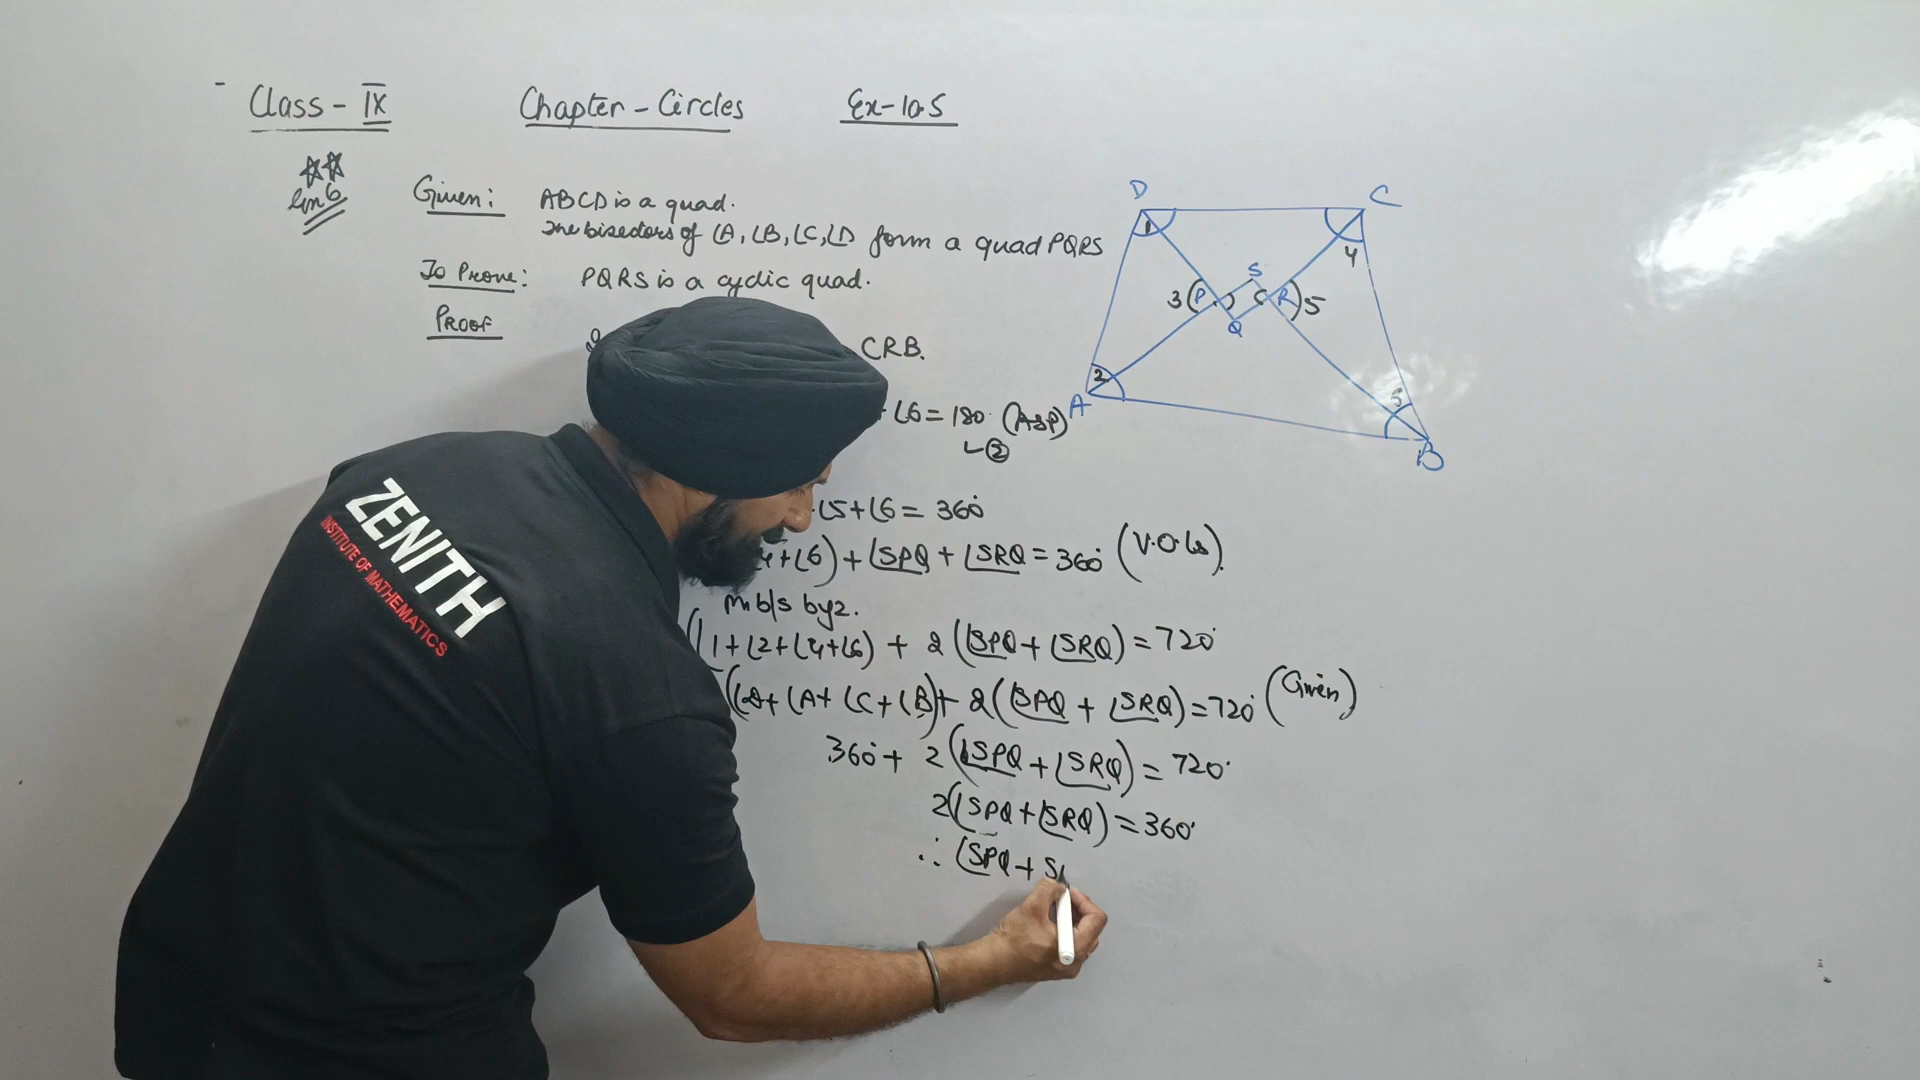 Class - IX Chapter - Circles Ex-10.5
Given: ABCD is a quad.
The bisectors of ∠A, ∠B, ∠C, ∠D form a quad PQRS
To Prove: PQRS is a cyclic quad.
Proof
CRB.
∠6 = 180° (ASP)
②
∠5 + ∠6 = 360°
+ ∠6) + ∠SPQ + ∠SRQ = 360° (V.O.∠s).
m b/s by 2.
(∠1 + ∠2 + ∠4 + ∠6) + 2(∠SPQ + ∠SRQ) = 720°
(∠D + ∠A + ∠C + ∠B) + 2(∠SPQ + ∠SRQ) = 720° (Given)
360° + 2(∠SPQ + ∠SRQ) = 720°
2(∠SPQ + ∠SRQ) = 360°
∴ ∠SPQ + S
D C
1 4
S
3 P R 5
Q
2
A B
ZENITH
INSTITUTE OF MATHEMATICS